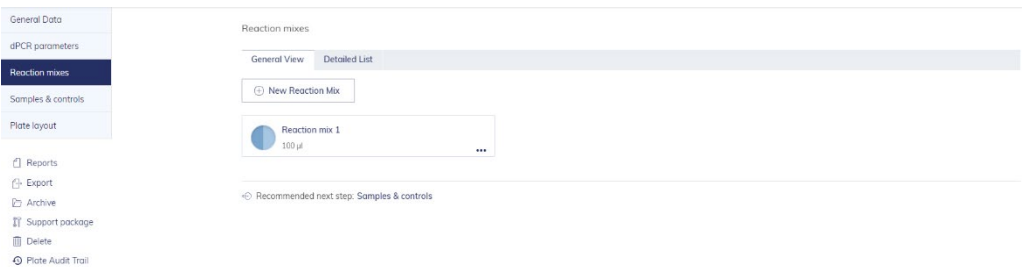 General Data
dPCR parameters
Reaction mixes
Samples & controls
Plate layout
Reports
Export
Archive
Support package
Delete
Plate Audit Trail
Reaction mixes
General View
Detailed List
New Reaction Mix
Reaction mix 1
100 µl
Recommended next step: Samples & controls